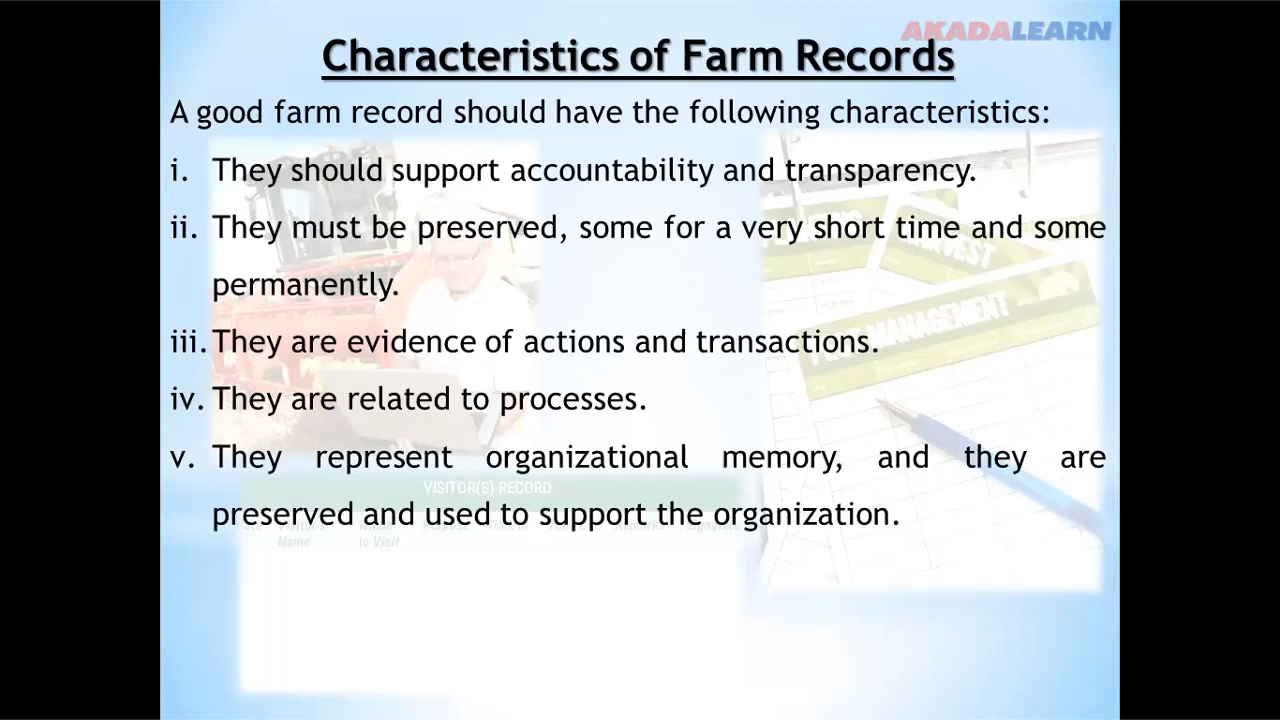 AKADALEARN
Characteristics of Farm Records
A good farm record should have the following characteristics:
i. They should support accountability and transparency.
ii. They must be preserved, some for a very short time and some
permanently.
iii. They are evidence of actions and transactions.
iv. They are related to processes.
v. They represent organizational memory, and they are
VISITOR(S) RECORD
preserved and used to support the organization.
Name
to Visit
HARVEST
MANAGEMENT